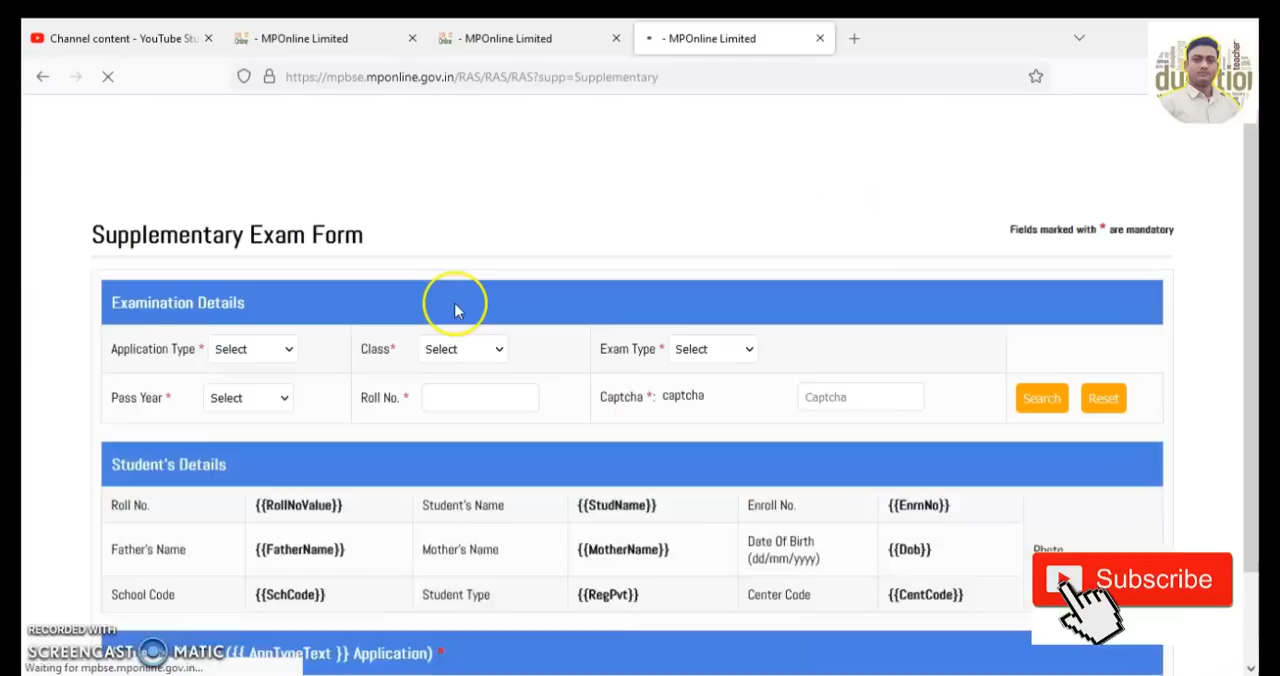 Channel content - YouTube Stu
- MPOnline Limited
- MPOnline Limited
- MPOnline Limited
https://mpbse.mponline.gov.in/RAS/RAS/RAS?supp=Supplementary
teacher
Supplementary Exam Form
Fields marked with * are mandatory
Examination Details
Application Type * Select Class* Select Exam Type * Select
Pass Year * Select Roll No. * Captcha *: captcha Captcha Search Reset
Student's Details
Roll No. {{RollNoValue}} Student's Name {{StudName}} Enroll No. {{EnrnNo}}
Father's Name {{FatherName}} Mother's Name {{MotherName}} Date Of Birth (dd/mm/yyyy) {{Dob}} Photo
School Code {{SchCode}} Student Type {{RegPvt}} Center Code {{CentCode}}
Subscribe
RECORDED WITH
SCREENCAST MATIC
({{ AppTypeText }} Application) *
Waiting for mpbse.mponline.gov.in...